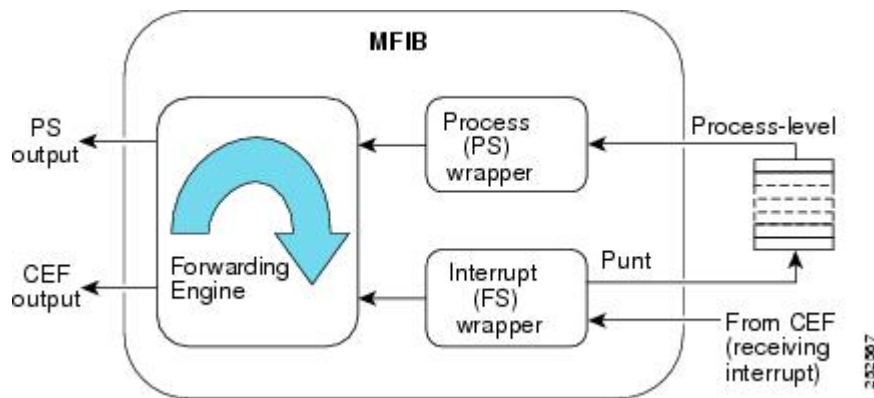 MFIB
PS
output
CEF
output
Forwarding
Engine
Process
(PS)
wrapper
Interrupt
(FS)
wrapper
Process-level
Punt
From CEF
(receiving
interrupt)
252567